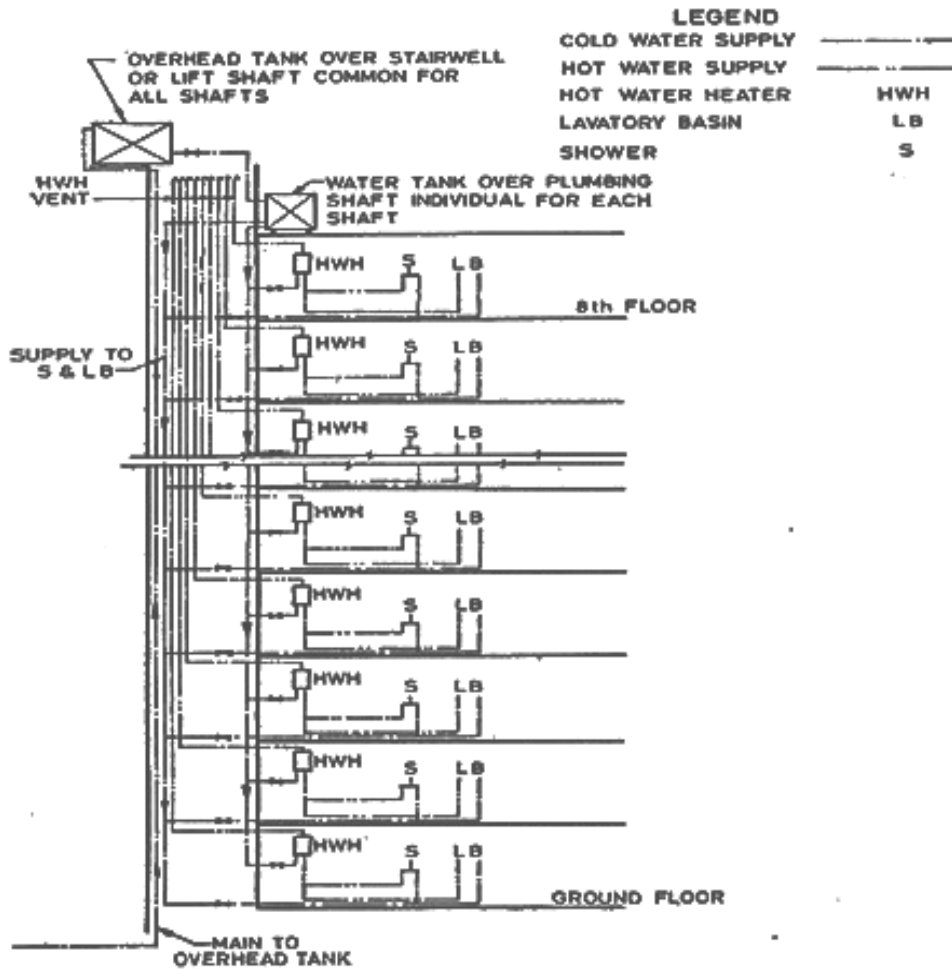 LEGEND
COLD WATER SUPPLY
HOT WATER SUPPLY
HOT WATER HEATER HWH
LAVATORY BASIN LB
SHOWER S
OVERHEAD TANK OVER STAIRWELL
OR LIFT SHAFT COMMON FOR
ALL SHAFTS
HWH
VENT
WATER TANK OVER PLUMBING
SHAFT INDIVIDUAL FOR EACH
SHAFT
HWH S LB
8th FLOOR
SUPPLY TO
S & LB
HWH S LB
HWH S LB
HWH S LB
HWH S LB
HWH S LB
HWH S LB
HWH S LB
GROUND FLOOR
MAIN TO
OVERHEAD TANK